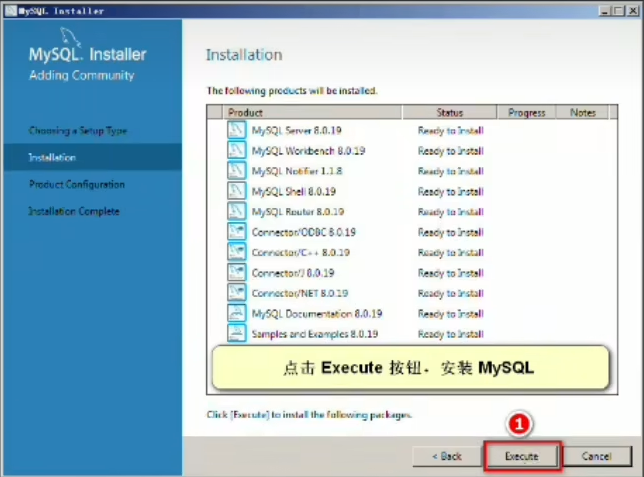 MySQL Installer
MySQL. Installer
Adding Community
Choosing a Setup Type
Installation
Product Configuration
Installation Complete
Installation
The following products will be installed.
Product Status Progress Notes
MySQL Server 8.0.19 Ready to Install
MySQL Workbench 8.0.19 Ready to Install
MySQL Notifier 1.1.8 Ready to Install
MySQL Shell 8.0.19 Ready to Install
MySQL Router 8.0.19 Ready to Install
Connector/ODBC 8.0.19 Ready to Install
Connector/C++ 8.0.19 Ready to Install
Connector/J 8.0.19 Ready to Install
Connector/NET 8.0.19 Ready to Install
MySQL Documentation 8.0.19 Ready to Install
Samples and Examples 8.0.19 Ready to Install
点击 Execute 按钮，安装 MySQL
Click [Execute] to install the following packages.
1
< Back Execute Cancel